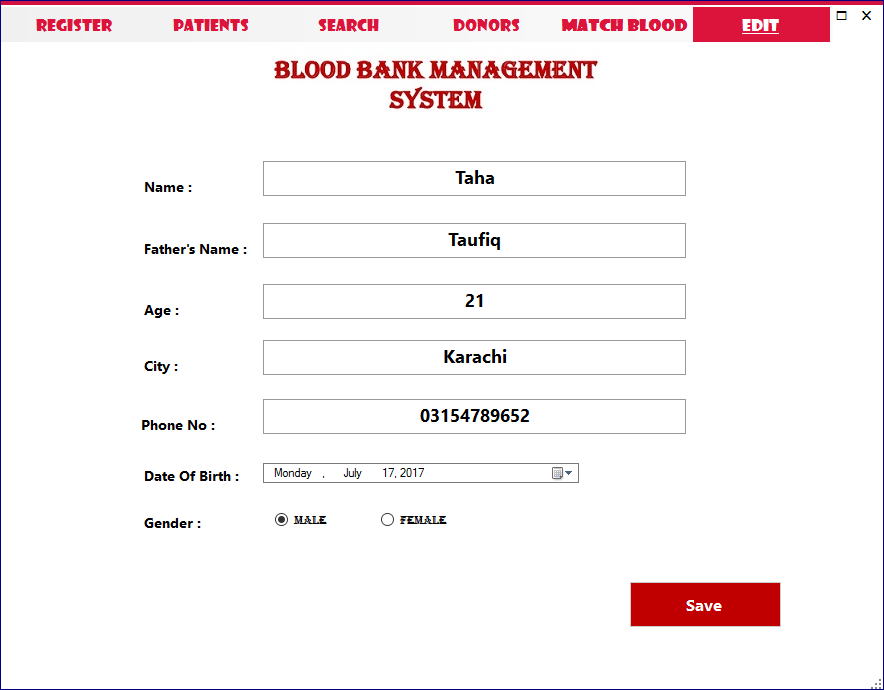 REGISTER PATIENTS SEARCH DONORS MATCH BLOOD EDIT
BLOOD BANK MANAGEMENT
SYSTEM
Name : Taha
Father's Name : Taufiq
Age : 21
City : Karachi
Phone No : 03154789652
Date Of Birth : Monday , July 17, 2017
Gender : MALE FEMALE
Save